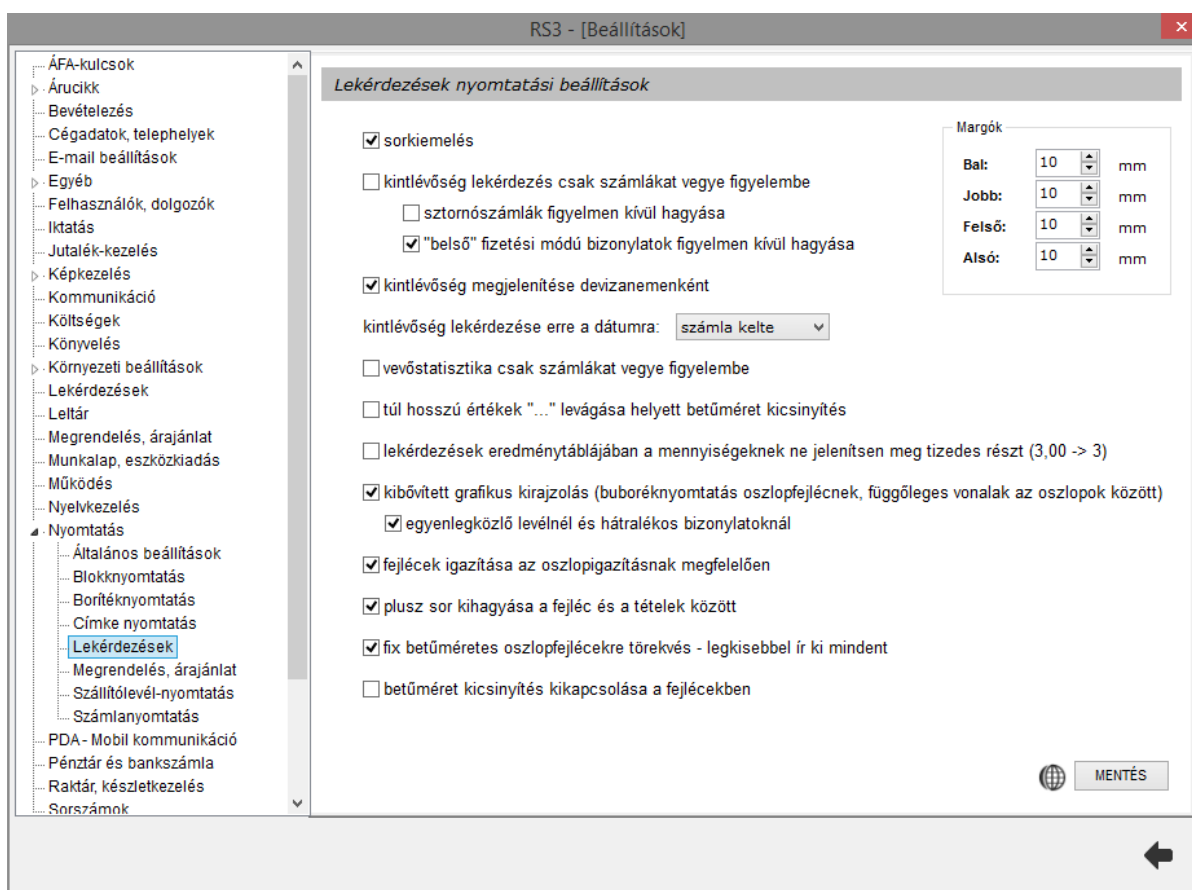 RS3 - [Beállítások]
ÁFA-kulcsok
Árucikk
Bevételezés
Cégadatok, telephelyek
E-mail beállítások
Egyéb
Felhasználók, dolgozók
Iktatás
Jutalék-kezelés
Képkezelés
Kommunikáció
Költségek
Könyvelés
Környezeti beállítások
Lekérdezések
Leltár
Megrendelés, árajánlat
Munkalap, eszközkiadás
Működés
Nyelvkezelés
Nyomtatás
Általános beállítások
Blokknyomtatás
Borítéknyomtatás
Címke nyomtatás
Lekérdezések
Megrendelés, árajánlat
Szállítólevél-nyomtatás
Számlanyomtatás
PDA - Mobil kommunikáció
Pénztár és bankszámla
Raktár, készletkezelés
Sorszámok
Lekérdezések nyomtatási beállítások
sorkiemelés
kintlévőség lekérdezés csak számlákat vegye figyelembe
sztornószámlák figyelmen kívül hagyása
"belső" fizetési módú bizonylatok figyelmen kívül hagyása
kintlévőség megjelenítése devizanemenként
kintlévőség lekérdezése erre a dátumra: számla kelte
vevőstatisztika csak számlákat vegye figyelembe
túl hosszú értékek "..." levágása helyett betűméret kicsinyítés
lekérdezések eredménytáblájában a mennyiségeknek ne jelenítsen meg tizedes részt (3,00 -> 3)
kibővített grafikus kirajzolás (buboréknyomtatás oszlopfejlécnek, függőleges vonalak az oszlopok között)
egyenlegközlő levélnél és hátralékos bizonylatoknál
fejlécek igazítása az oszlopigazításnak megfelelően
plusz sor kihagyása a fejléc és a tételek között
fix betűméretes oszlopfejlécekre törekvés - legkisebbel ír ki mindent
betűméret kicsinyítés kikapcsolása a fejlécekben
Margók
Bal: 10 mm
Jobb: 10 mm
Felső: 10 mm
Alsó: 10 mm
MENTÉS